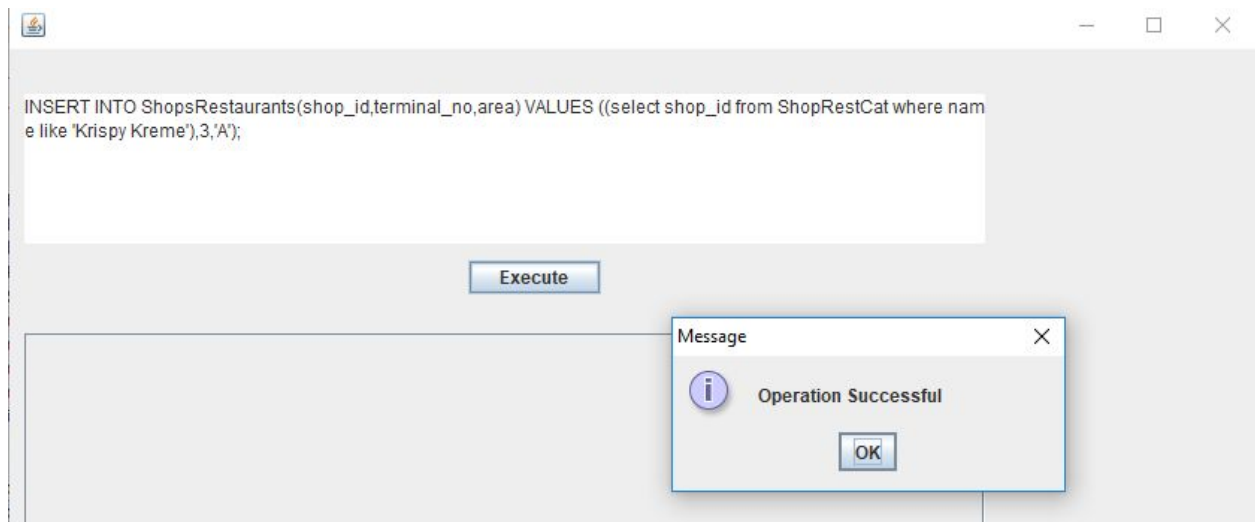 INSERT INTO ShopsRestaurants(shop_id,terminal_no,area) VALUES ((select shop_id from ShopRestCat where nam
e like 'Krispy Kreme'),3,'A');
Execute
Message
i
Operation Successful
OK